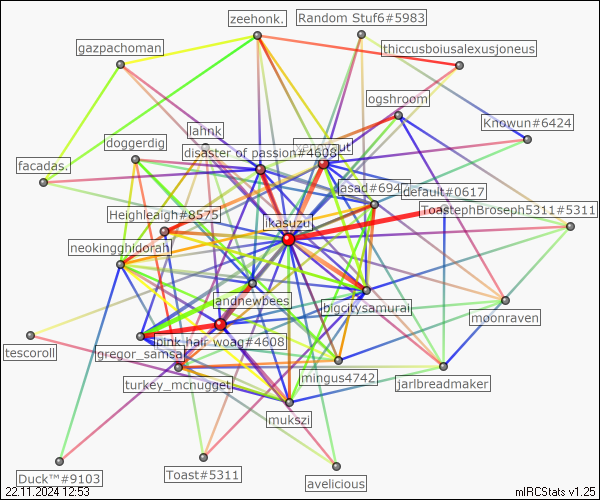 zeehonk.
Random Stuf6#5983
gazpachoman
thiccusboiusalexusjoneus
ogshroom
Knowun#6424
lahnk
doggerdig
disaster of passion#4608
facadas.
default#0617
Heighleaigh#8575
ToastephBroseph5311#5311
ikasuzu
neokingghidorah
andnewbees
bigcitysamurai
moonraven
pink hair woag#4608
tescoroll
gregor_samsa
turkey_mcnugget
mingus4742
jarlbreadmaker
mukszi
Duck™#9103
Toast#5311
avelicious
22.11.2024 12:53
mIRCStats v1.25